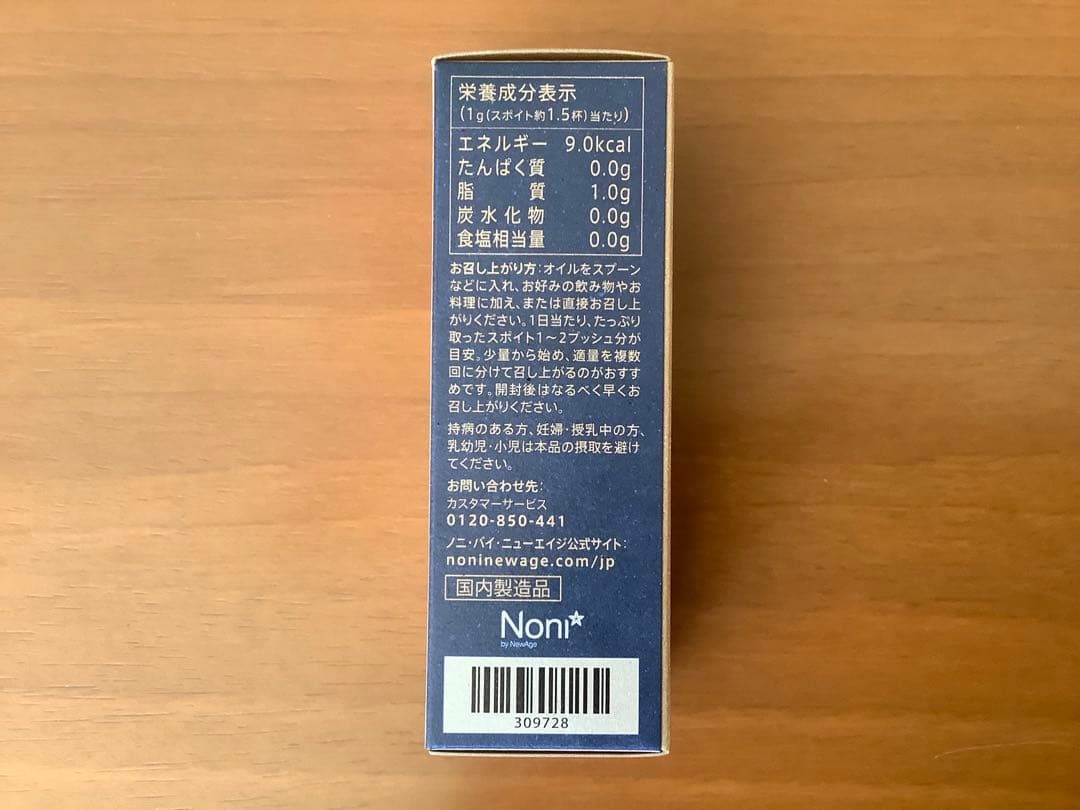 栄養成分表示
(1g(スポイト約1.5杯)当たり)
エネルギー 9.0kcal
たんぱく質 0.0g
脂質 1.0g
炭水化物 0.0g
食塩相当量 0.0g
お召し上がり方:オイルをスプーン
などに入れ、お好みの飲み物やお
料理に加え、または直接お召し上
がりください。1日当たり、たっぷり
取ったスポイト1〜2プッシュ分が
目安。少量から始め、適量を複数
回に分けて召し上がるのがおすす
めです。開封後はなるべく早くお
召し上がりください。
持病のある方、妊婦・授乳中の方、
乳幼児・小児は本品の摂取を避け
てください。
お問い合わせ先:
カスタマーサービス
0120-850-441
ノニ・バイ・ニューエイジ公式サイト:
noninewage.com/jp
国内製造品
Noni
by NewAge
309728